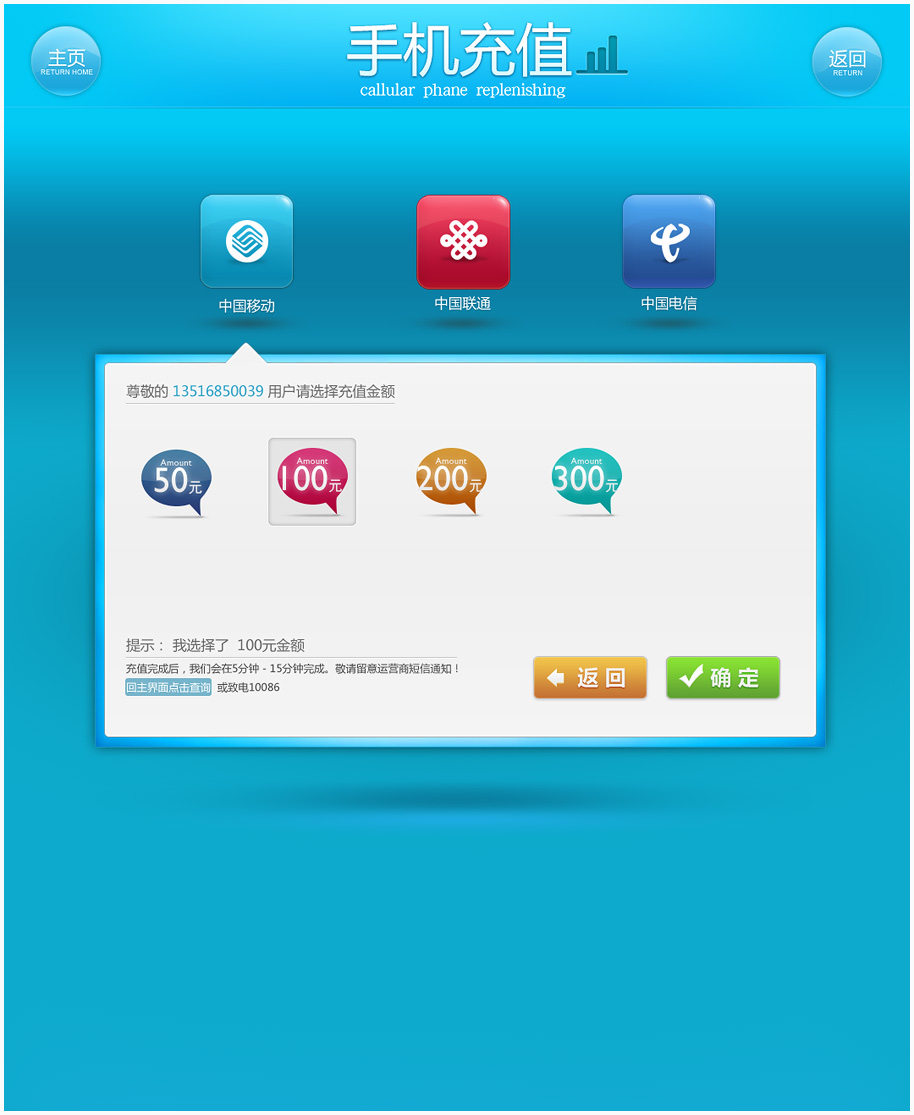 主页
RETURN HOME
手机充值
callular phane replenishing
返回
RETURN
中国移动
中国联通
中国电信
尊敬的 13516850039 用户请选择充值金额
Amount
50元
Amount
100元
Amount
200元
Amount
300元
提示： 我选择了 100元金额
充值完成后，我们会在5分钟 - 15分钟完成。敬请留意运营商短信通知！
回主界面点击查询 或致电10086
返 回
确 定